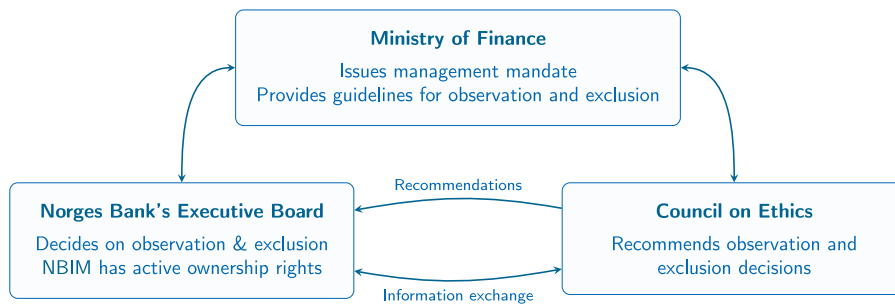 Ministry of Finance
Issues management mandate
Provides guidelines for observation and exclusion
Recommendations
Norges Bank's Executive Board
Decides on observation & exclusion
NBIM has active ownership rights
Council on Ethics
Recommends observation and
exclusion decisions
Information exchange